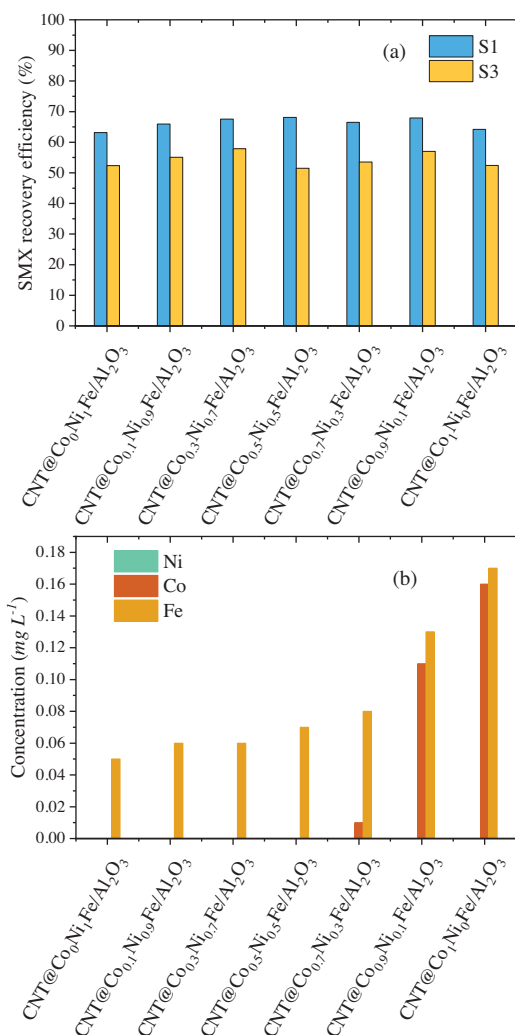 (a)
S1
S3
SMX recovery efficiency (%)
100
90
80
70
60
50
40
30
20
10
0
CNT@Co₀Ni₁Fe/Al₂O₃
CNT@Co₀.₁Ni₀.₉Fe/Al₂O₃
CNT@Co₀.₃Ni₀.₇Fe/Al₂O₃
CNT@Co₀.₅Ni₀.₅Fe/Al₂O₃
CNT@Co₀.₇Ni₀.₃Fe/Al₂O₃
CNT@Co₀.₉Ni₀.₁Fe/Al₂O₃
CNT@Co₁Ni₀Fe/Al₂O₃
(b)
Ni
Co
Fe
Concentration (mg L⁻¹)
0.18
0.16
0.14
0.12
0.10
0.08
0.06
0.04
0.02
0.00
CNT@Co₀Ni₁Fe/Al₂O₃
CNT@Co₀.₁Ni₀.₉Fe/Al₂O₃
CNT@Co₀.₃Ni₀.₇Fe/Al₂O₃
CNT@Co₀.₅Ni₀.₅Fe/Al₂O₃
CNT@Co₀.₇Ni₀.₃Fe/Al₂O₃
CNT@Co₀.₉Ni₀.₁Fe/Al₂O₃
CNT@Co₁Ni₀Fe/Al₂O₃